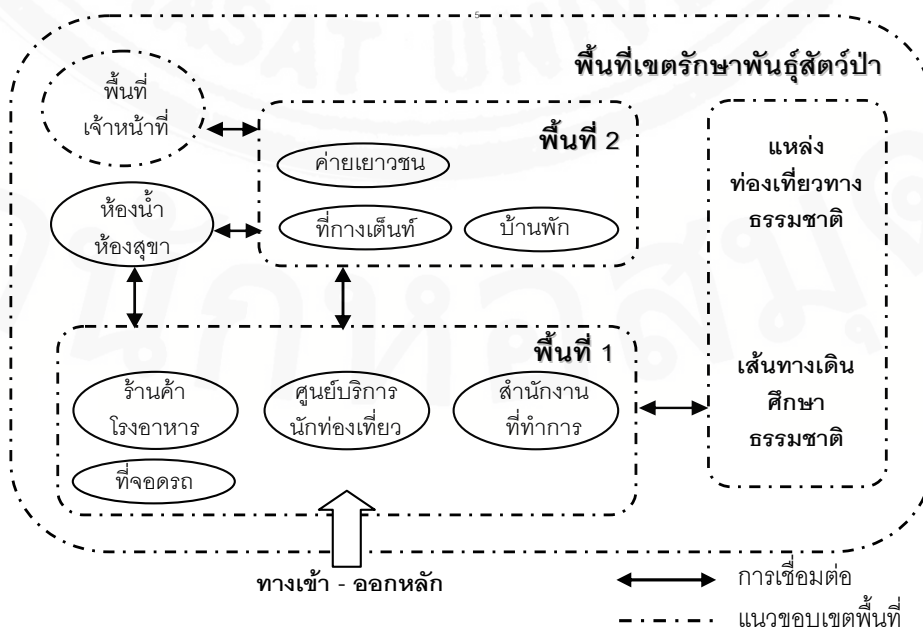 5
พื้นที่เขตรักษาพันธุ์สัตว์ป่า
พื้นที่
เจ้าหน้าที่
พื้นที่ 2
ค่ายเยาวชน
ที่กางเต็นท์
บ้านพัก
ห้องน้ำ
ห้องสุขา
แหล่ง
ท่องเที่ยวทาง
ธรรมชาติ
พื้นที่ 1
ร้านค้า
โรงอาหาร
ศูนย์บริการ
นักท่องเที่ยว
สำนักงาน
ที่ทำการ
ที่จอดรถ
เส้นทางเดิน
ศึกษา
ธรรมชาติ
ทางเข้า - ออกหลัก
การเชื่อมต่อ
แนวขอบเขตพื้นที่